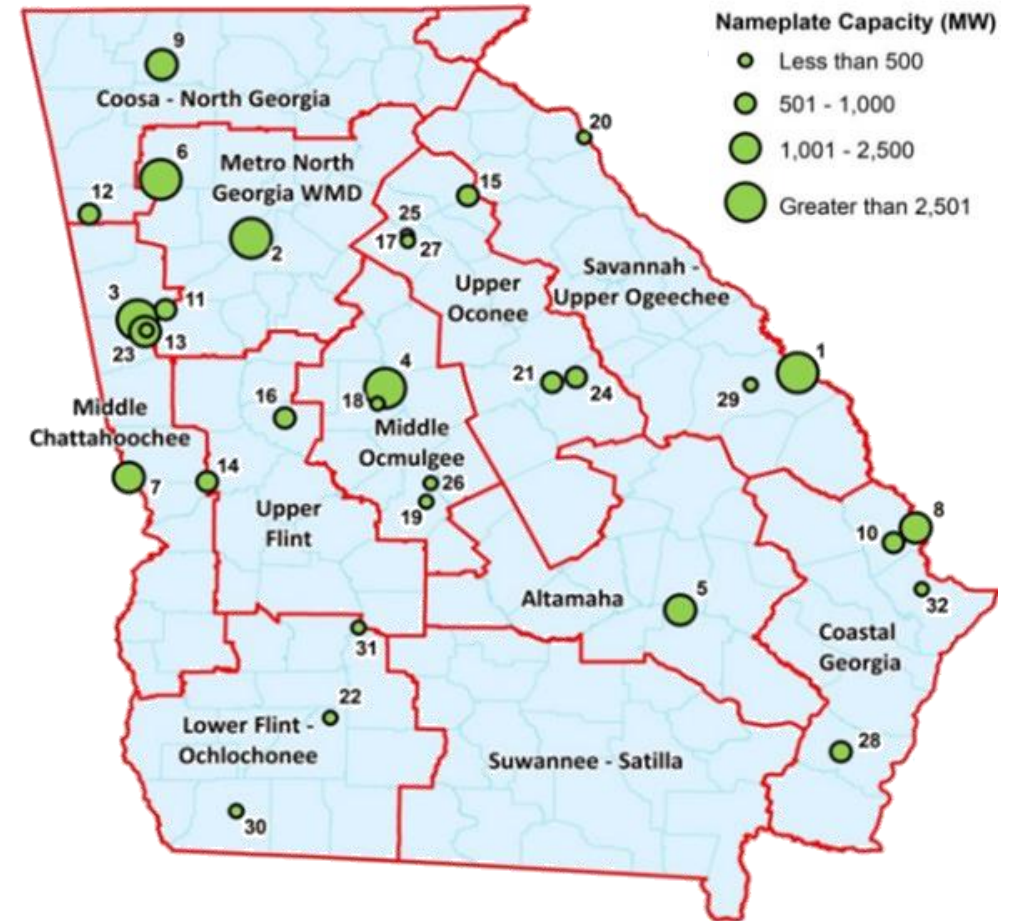 Nameplate Capacity (MW)
Less than 500
501 - 1,000
1,001 - 2,500
Greater than 2,501
9
Coosa - North Georgia
20
6
Metro North
Georgia WMD
12
15
2
25
17
27
Upper
Oconee
Savannah -
Upper Ogeechee
3
11
13
23
1
29
4
18
21
24
16
Middle
Chattahoochee
Middle
Ocmulgee
7
14
26
19
Upper
Flint
8
10
32
Altamaha
5
Coastal
Georgia
31
22
Lower Flint -
Ochlochonee
Suwannee - Satilla
28
30